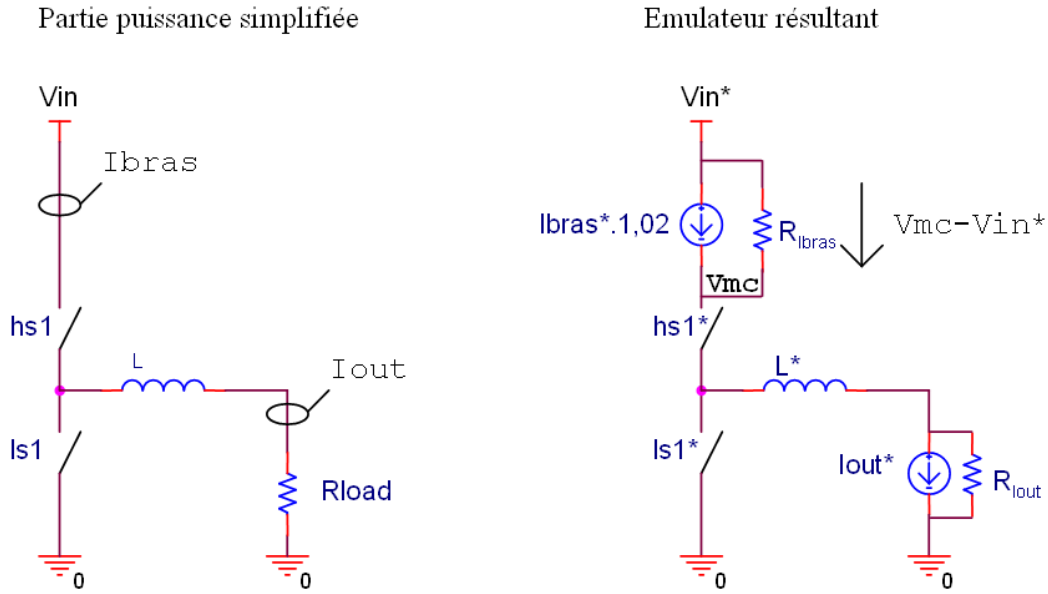 Partie puissance simplifiée
Emulateur résultant
Vin
Ibras
hs1
L
Iout
ls1
Rload
0
0
Vin*
Ibras*.1,02
RIbras
Vmc-Vin*
Vmc
hs1*
L*
ls1*
Iout*
RIout
0
0